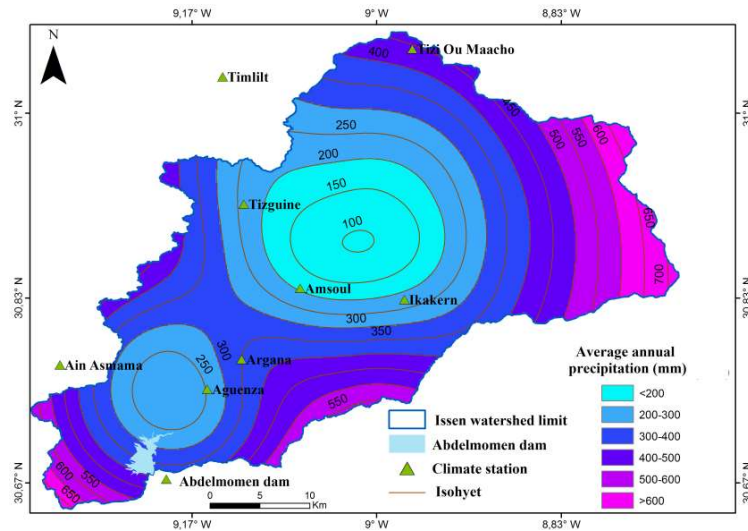 9,17° W
9° W
8,83° W
N
Tizi Ou Maacho
400
Timlilt
31° N
31° N
450
250
500
550
600
200
150
Tizguine
100
650
700
Amsoul
Ikakern
30,83° N
30,83° N
300
350
300
Argana
Ain Asmama
250
Aguenza
550
600
550
650
Abdelmomen dam
30,67° N
30,67° N
0 5 10
Km
Issen watershed limit
Abdelmomen dam
Climate station
Isohyet
Average annual
precipitation (mm)
<200
200-300
300-400
400-500
500-600
>600
9,17° W
9° W
8,83° W